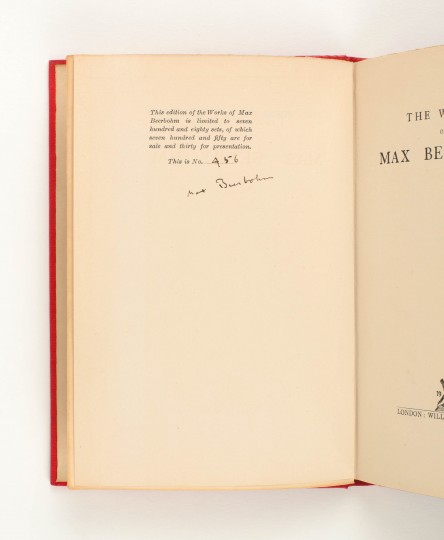 This edition of the Works of Max
Beerbohm is limited to seven
hundred and eighty sets, of which
seven hundred and fifty are for
sale and thirty for presentation.
This is No. 456
Max Beerbohm
THE W
O
MAX BE
LONDON: WILL